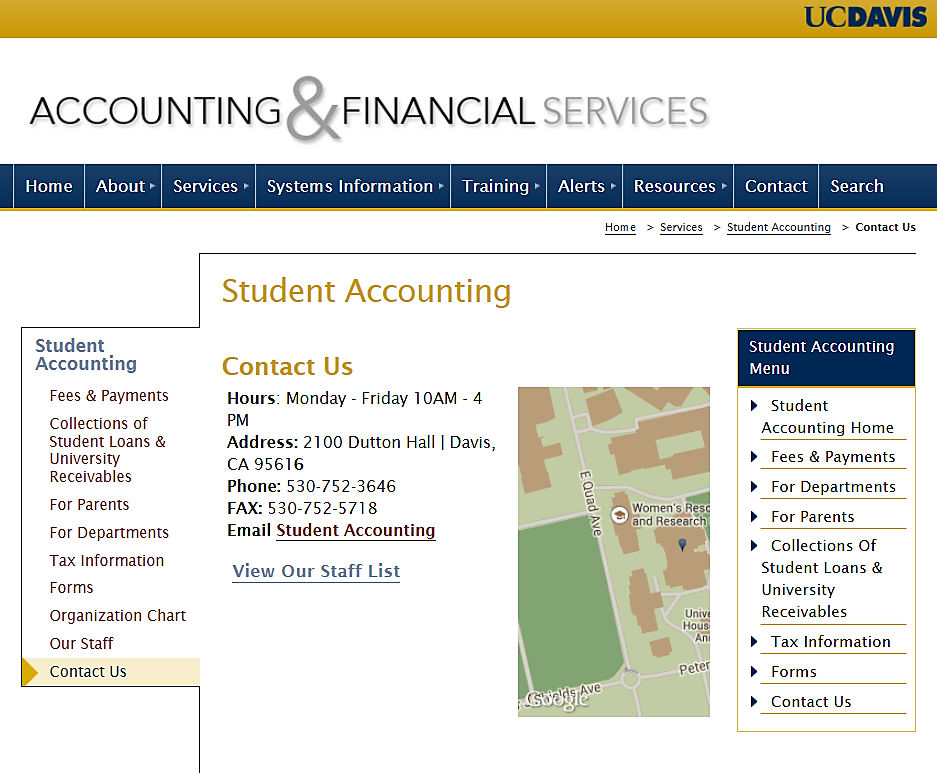 UCDAVIS
ACCOUNTING & FINANCIAL SERVICES
Home About Services Systems Information Training Alerts Resources Contact Search
Home > Services > Student Accounting > Contact Us
Student Accounting
Student
Accounting
Fees & Payments
Collections of
Student Loans &
University
Receivables
For Parents
For Departments
Tax Information
Forms
Organization Chart
Our Staff
Contact Us
Contact Us
Hours: Monday - Friday 10AM - 4
PM
Address: 2100 Dutton Hall | Davis,
CA 95616
Phone: 530-752-3646
FAX: 530-752-5718
Email Student Accounting
View Our Staff List
E Quad Ave
Women's Reso
and Research
Unive
House
Ann
Peter
Shields Ave
Google
Student Accounting
Menu
Student
Accounting Home
Fees & Payments
For Departments
For Parents
Collections Of
Student Loans &
University
Receivables
Tax Information
Forms
Contact Us